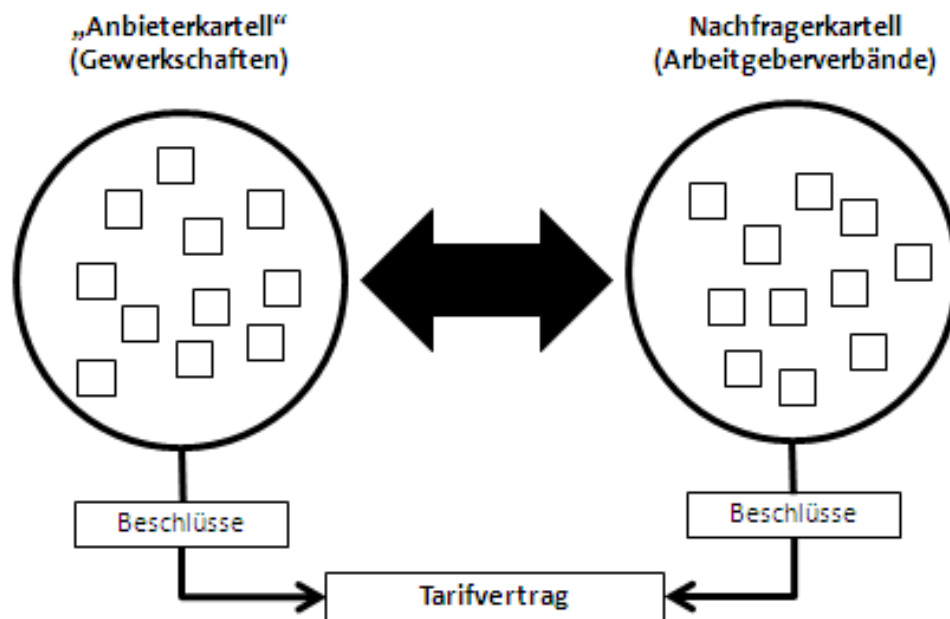 „Anbieterkartell“
(Gewerkschaften)
Nachfragerkartell
(Arbeitgeberverbände)
Beschlüsse
Beschlüsse
Tarifvertrag